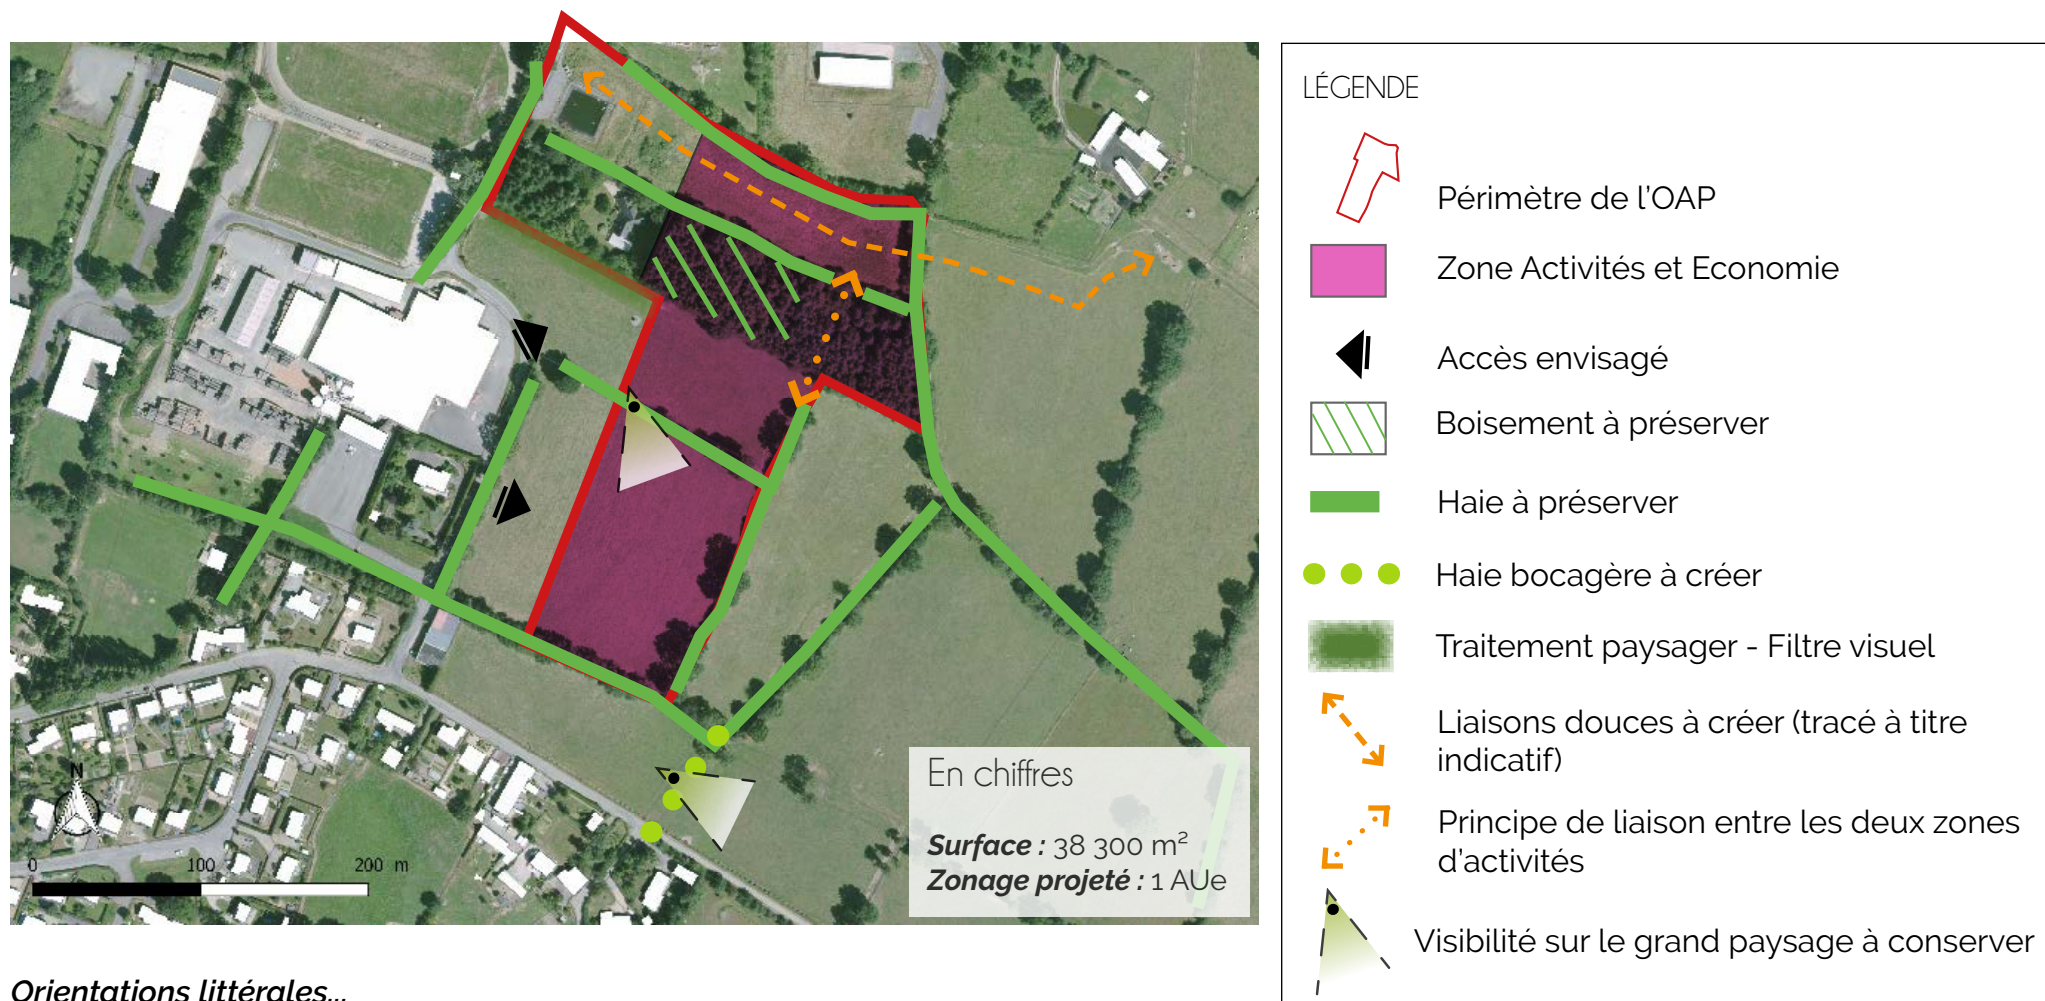 N
0 100 200 m
En chiffres
Surface : 38 300 m²
Zonage projeté : 1 AUe
Orientations littérales...
LÉGENDE
Périmètre de l'OAP
Zone Activités et Economie
Accès envisagé
Boisement à préserver
Haie à préserver
Haie bocagère à créer
Traitement paysager - Filtre visuel
Liaisons douces à créer (tracé à titre
indicatif)
Principe de liaison entre les deux zones
d'activités
Visibilité sur le grand paysage à conserver